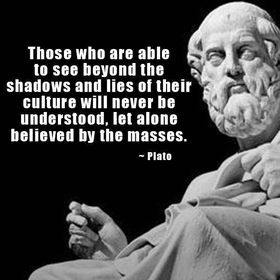 Those who are able
to see beyond the
shadows and lies of their
culture will never be
understood, let alone
believed by the masses.
~ Plato